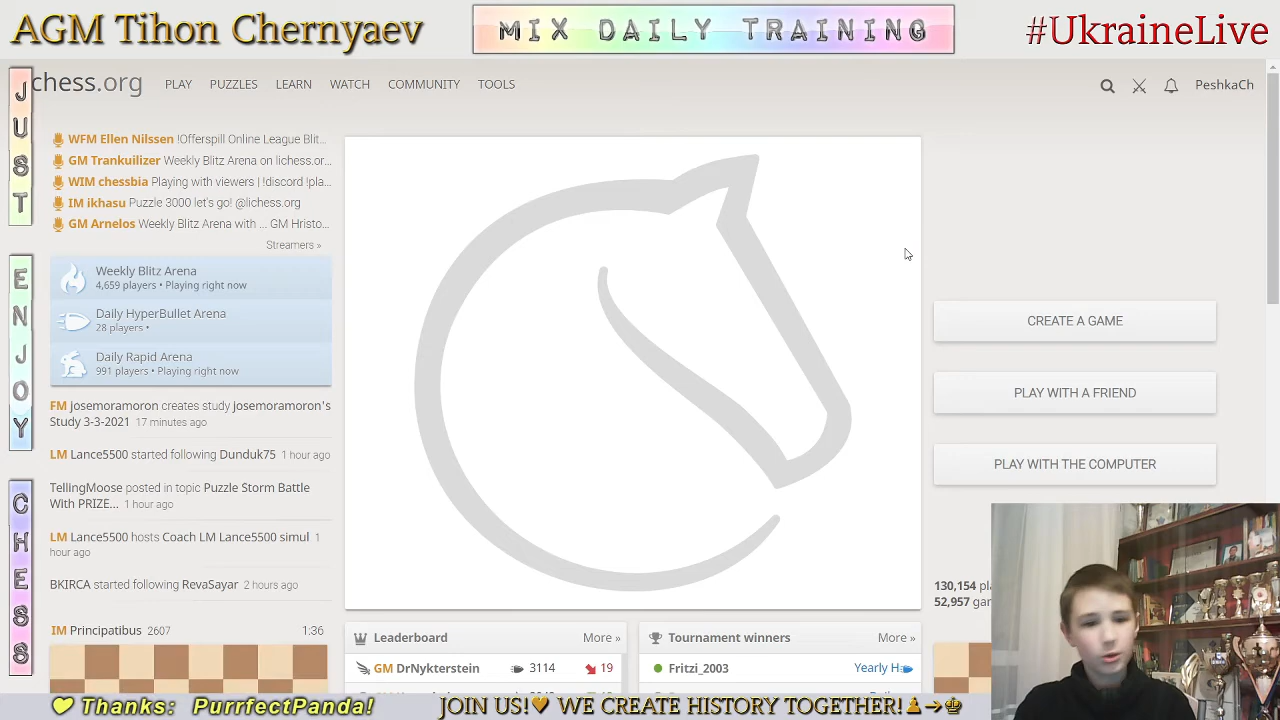 AGM Tihon Chernyaev
MIX DAILY TRAINING
#UkraineLive
JUST
ENJOY
CHESS
chess.org
PLAY
PUZZLES
LEARN
WATCH
COMMUNITY
TOOLS
PeshkaCh
WFM Ellen Nilssen !Offerspill Online League Blit...
GM Trankuilizer Weekly Blitz Arena on lichess.or...
WIM chessbia Playing with viewers | !discord !pla...
IM ikhasu Puzzle 3000 let's go! @lichess.org
GM Arnelos Weekly Blitz Arena with ... GM Hristo...
Streamers »
Weekly Blitz Arena
4,659 players • Playing right now
Daily HyperBullet Arena
28 players •
Daily Rapid Arena
991 players • Playing right now
FM josemoramoron creates study josemoramoron's
Study 3-3-2021 17 minutes ago
LM Lance5500 started following Dunduk75 1 hour ago
TellingMoose posted in topic Puzzle Storm Battle
With PRIZE... 1 hour ago
LM Lance5500 hosts Coach LM Lance5500 simul 1
hour ago
BKIRCA started following RevaSayar 2 hours ago
IM Principatibus 2607 1:36
CREATE A GAME
PLAY WITH A FRIEND
PLAY WITH THE COMPUTER
130,154 pl
52,957 gam
Leaderboard More »
GM DrNykterstein 3114 19
Tournament winners More »
Fritzi_2003 Yearly H
Thanks: PurrfectPanda!
JOIN US! WE CREATE HISTORY TOGETHER!